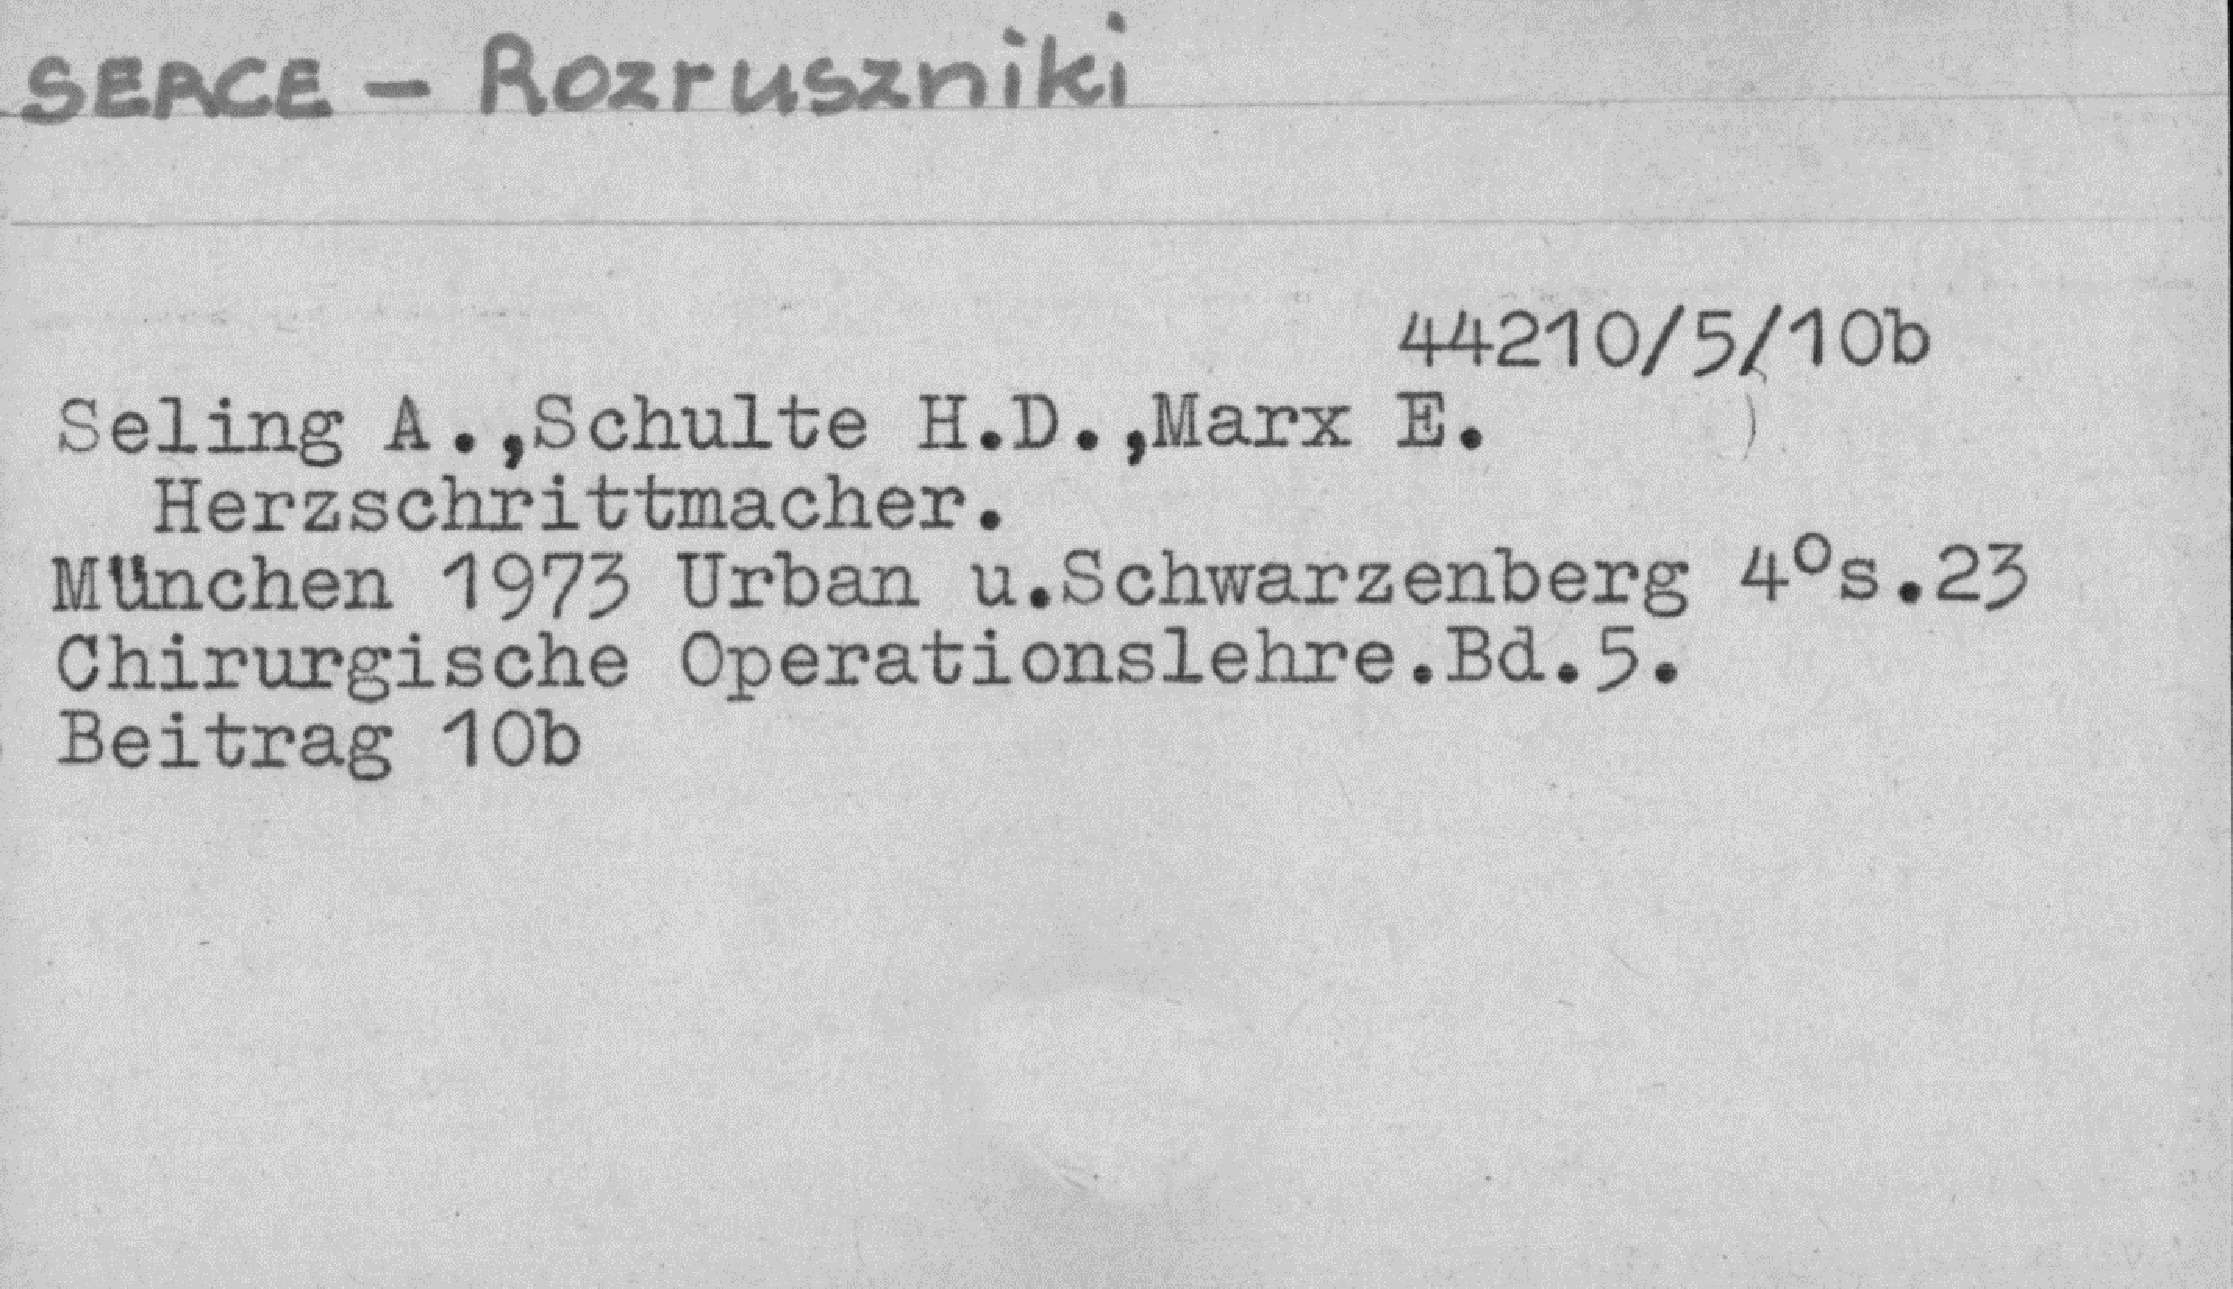 SERCE - Rozruszniki
44210/5/10b
Seling A.,Schulte H.D.,Marx E.
Herzschrittmacher.
München 1973 Urban u.Schwarzenberg 4⁰s.23
Chirurgische Operationslehre.Bd.5.
Beitrag 10b